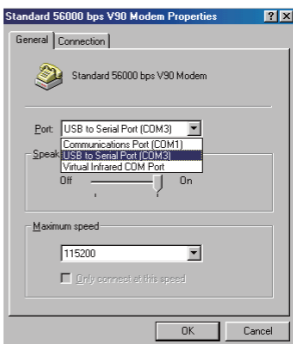 Standard 56000 bps V90 Modem Properties
General Connection
Standard 56000 bps V90 Modem
Port: USB to Serial Port (COM3)
Communications Port (COM1)
USB to Serial Port (COM3)
Virtual Infrared COM Port
Speak
Off On
Maximum speed
115200
Only connect at this speed
OK Cancel